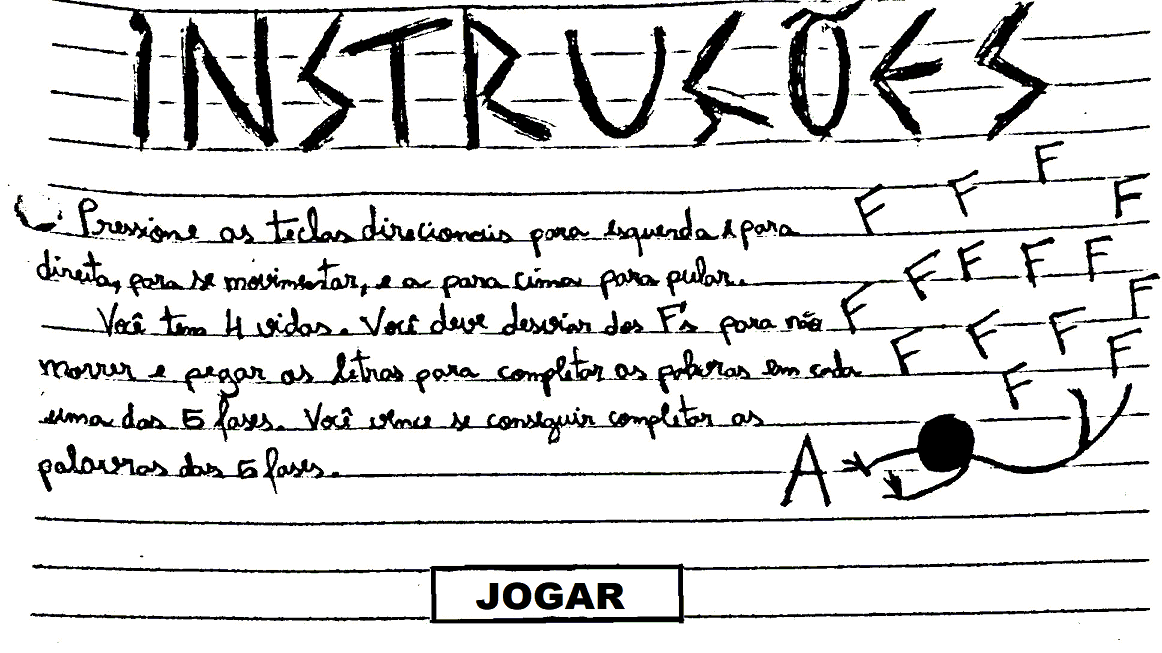 INSTRUÇÕES
Pressione as teclas direcionais para esquerda e para
direita, para se movimentar, e a para cima para pular.
Você tem 4 vidas. Você deve desviar dos F's para não
morrer e pegar as letras para completar as palavras em cada
uma das 5 fases. Você vence se conseguir completar as
palavras das 5 fases.
F F F F
F F F F F
F F F F F
F
A
JOGAR